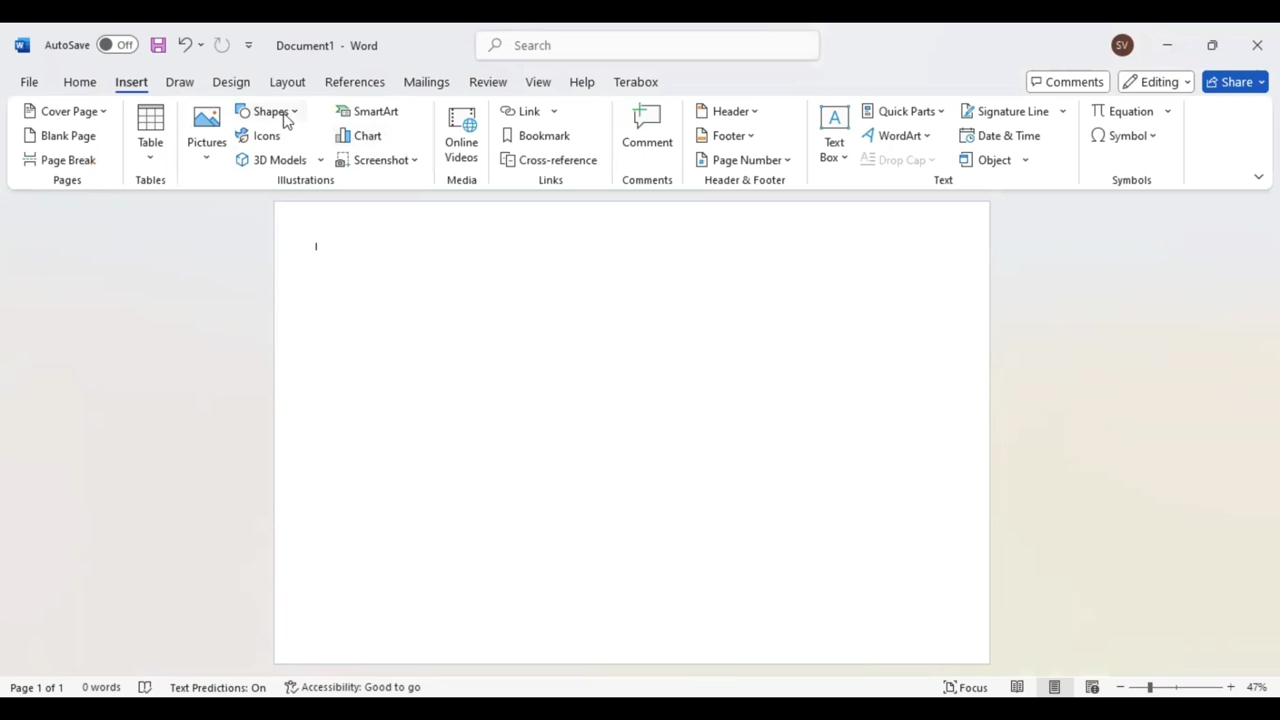 AutoSave Off Document1 - Word Search SV
File Home Insert Draw Design Layout References Mailings Review View Help Terabox Comments Editing Share
Cover Page
Blank Page
Page Break
Pages
Table
Tables
Pictures
Shapes
Icons
3D Models
SmartArt
Chart
Screenshot
Illustrations
Online
Videos
Media
Link
Bookmark
Cross-reference
Links
Comment
Comments
Header
Footer
Page Number
Header & Footer
A
Text
Box
Quick Parts
WordArt
Drop Cap
Signature Line
Date & Time
Object
Text
Equation
Symbol
Symbols
Page 1 of 1 0 words Text Predictions: On Accessibility: Good to go Focus 47%